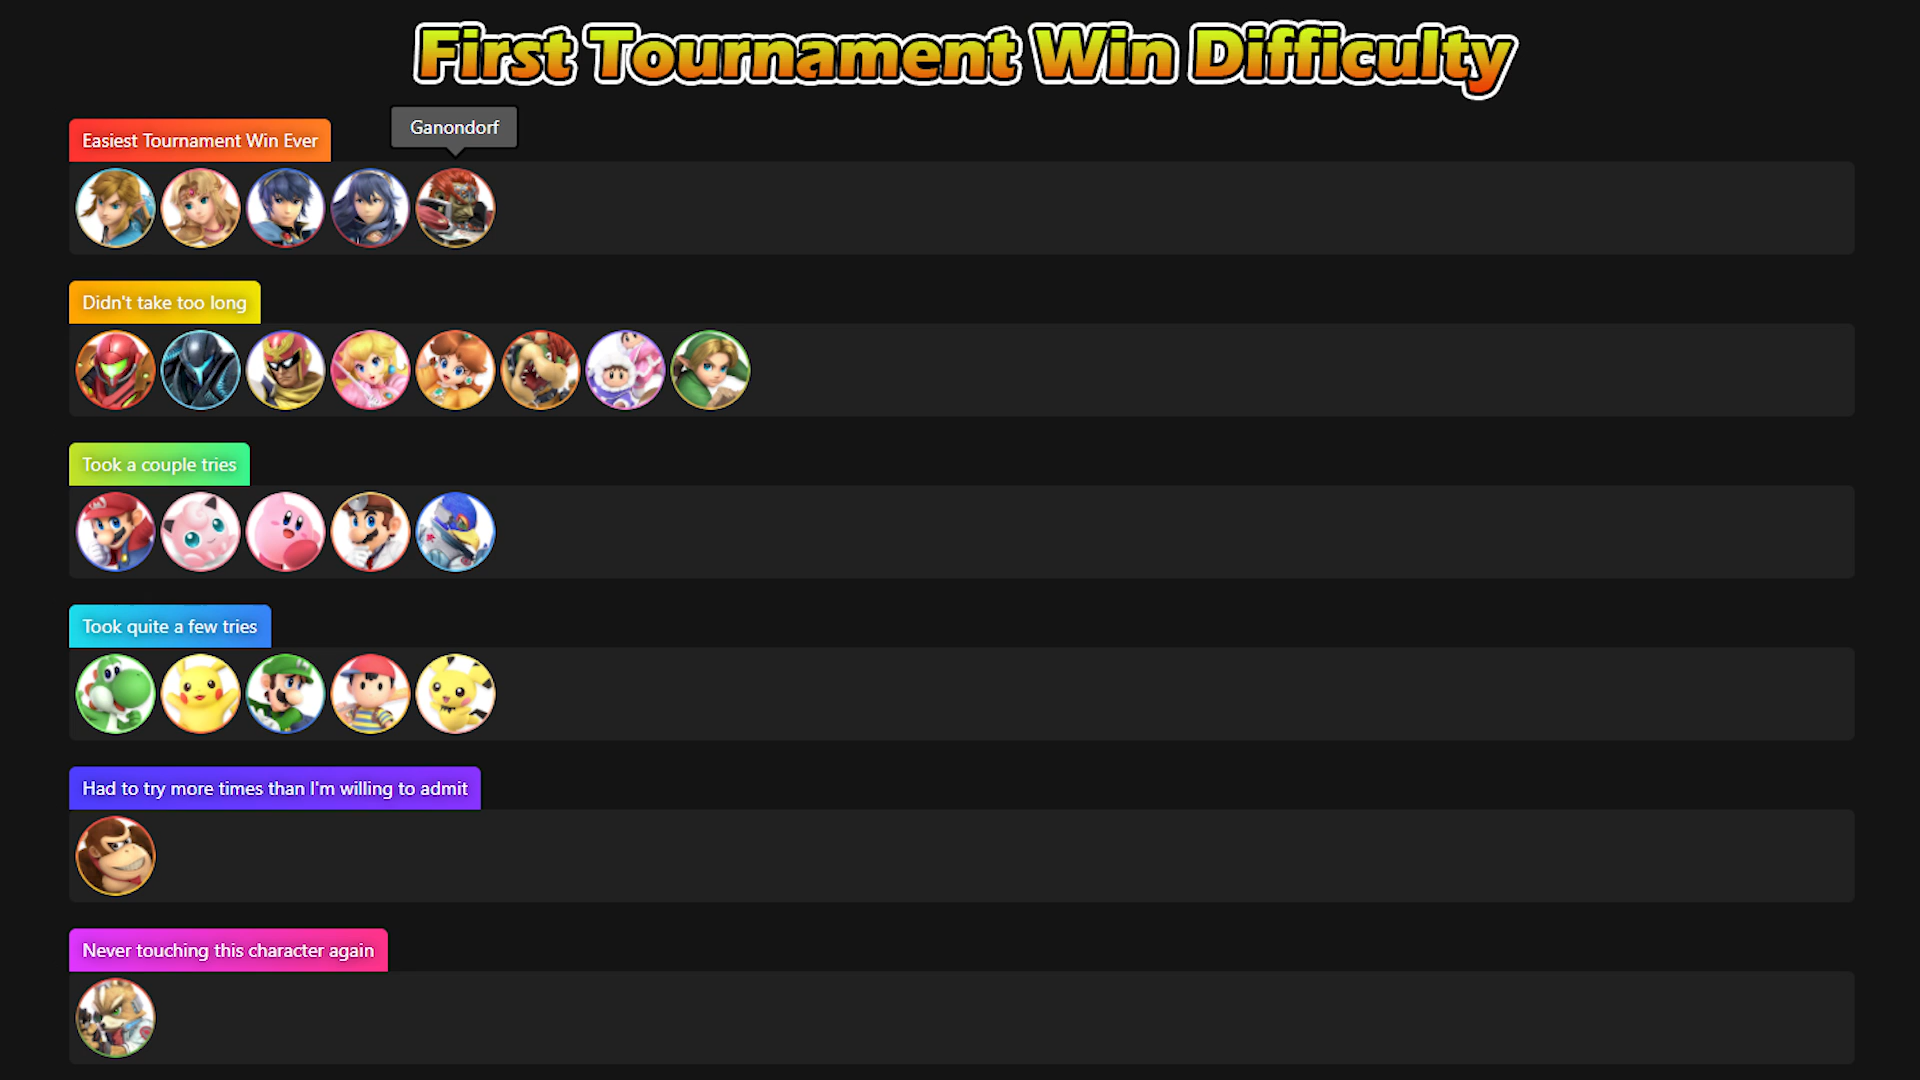 First Tournament Win Difficulty
Ganondorf
Easiest Tournament Win Ever
Didn't take too long
Took a couple tries
Took quite a few tries
Had to try more times than I'm willing to admit
Never touching this character again